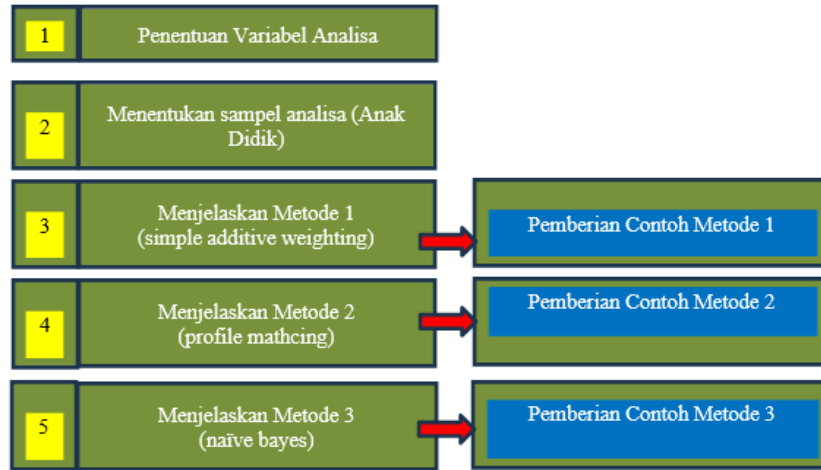 1
Penentuan Variabel Analisa
2
Menentukan sampel analisa (Anak
Didik)
3
Menjelaskan Metode 1
(simple additive weighting)
Pemberian Contoh Metode 1
4
Menjelaskan Metode 2
(profile mathcing)
Pemberian Contoh Metode 2
5
Menjelaskan Metode 3
(naïve bayes)
Pemberian Contoh Metode 3